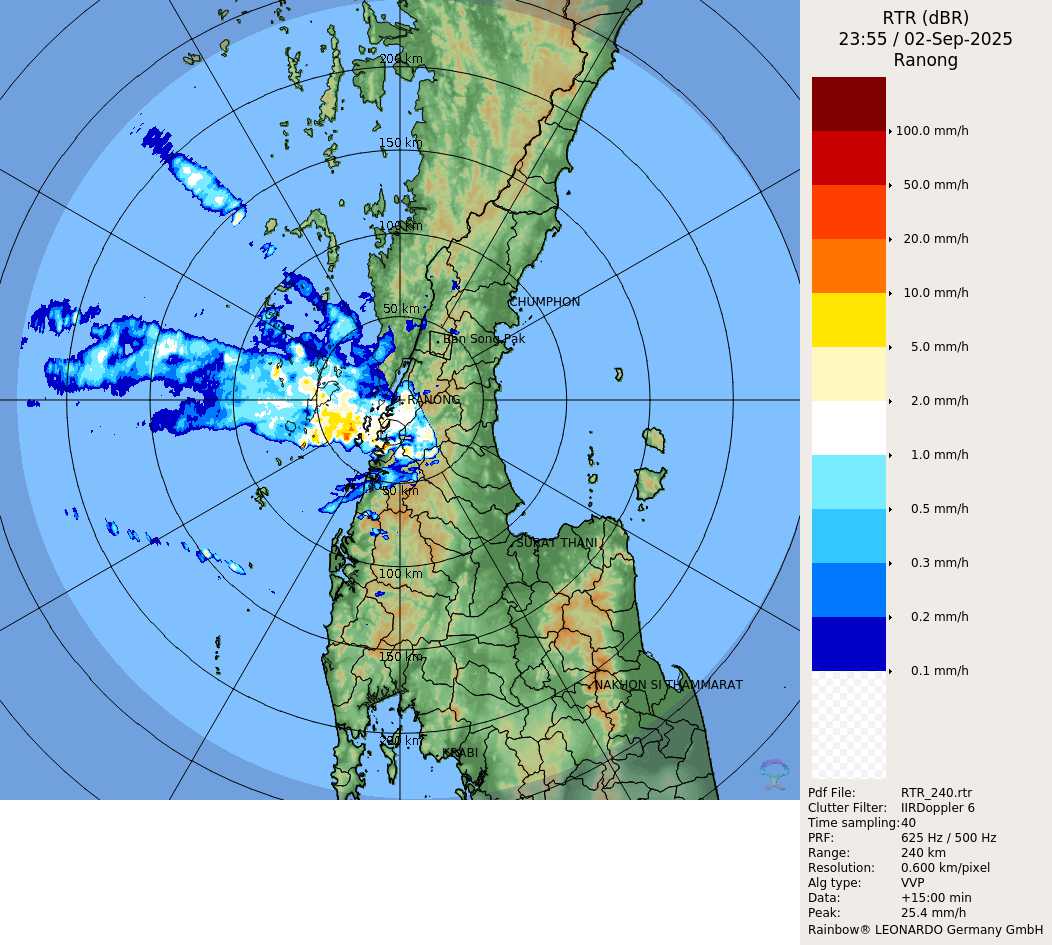 RTR (dBR)
23:55 / 02-Sep-2025
Ranong
200 km
150 km
100 km
50 km
CHUMPHON
Ban Song Pak
RANONG
50 km
SURAT THANI
100 km
150 km
NAKHON SI THAMMARAT
200 km
KRABI
100.0 mm/h
50.0 mm/h
20.0 mm/h
10.0 mm/h
5.0 mm/h
2.0 mm/h
1.0 mm/h
0.5 mm/h
0.3 mm/h
0.2 mm/h
0.1 mm/h
Pdf File: RTR_240.rtr
Clutter Filter: IIRDoppler 6
Time sampling: 40
PRF: 625 Hz / 500 Hz
Range: 240 km
Resolution: 0.600 km/pixel
Alg type: VVP
Data: +15:00 min
Peak: 25.4 mm/h
Rainbow® LEONARDO Germany GmbH